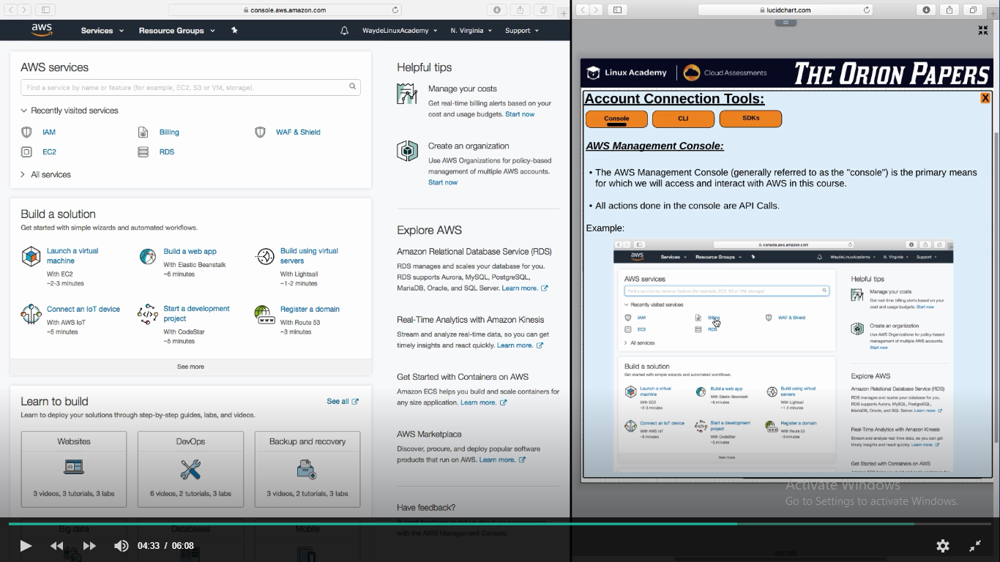 console.aws.amazon.com
aws
Services
Resource Groups
WaydeLinuxAcademy
N. Virginia
Support
AWS services
Find a service by name or feature (for example, EC2, S3 or VM, storage).
Recently visited services
IAM
Billing
WAF & Shield
EC2
RDS
All services
Build a solution
Get started with simple wizards and automated workflows.
Launch a virtual
machine
With EC2
~2-3 minutes
Build a web app
With Elastic Beanstalk
~6 minutes
Build using virtual
servers
With Lightsail
~1-2 minutes
Connect an IoT device
With AWS IoT
~5 minutes
Start a development
project
With CodeStar
~5 minutes
Register a domain
With Route 53
~3 minutes
See more
Learn to build
See all
Learn to deploy your solutions through step-by-step guides, labs, and videos.
Websites
3 videos, 3 tutorials, 3 labs
DevOps
6 videos, 2 tutorials, 3 labs
Backup and recovery
3 videos, 2 tutorials, 3 labs
Big data
Databases
Mobile
Helpful tips
Manage your costs
Get real-time billing alerts based on your
cost and usage budgets. Start now
Create an organization
Use AWS Organizations for policy-based
management of multiple AWS accounts.
Start now
Explore AWS
Amazon Relational Database Service (RDS)
RDS manages and scales your database for you.
RDS supports Aurora, MySQL, PostgreSQL,
MariaDB, Oracle, and SQL Server. Learn more.
Real-Time Analytics with Amazon Kinesis
Stream and analyze real-time data, so you can get
timely insights and react quickly. Learn more.
Get Started with Containers on AWS
Amazon ECS helps you build and scale containers for
any size application. Learn more.
AWS Marketplace
Discover, procure, and deploy popular software
products that run on AWS. Learn more.
Have feedback?
Submit feedback to tell us about your experience
with the AWS Management Console.
lucidchart.com
Linux Academy
Cloud Assessments
THE ORION PAPERS
Account Connection Tools:
X
Console
CLI
SDKs
AWS Management Console:
• The AWS Management Console (generally referred to as the "console") is the primary means
for which we will access and interact with AWS in this course.
• All actions done in the console are API Calls.
Example:
console.aws.amazon.com
aws
Services
Resource Groups
WaydeLinuxAcademy
N. Virginia
Support
AWS services
Find a service by name or feature (for example, EC2, S3 or VM, storage).
Recently visited services
IAM
Billing
WAF & Shield
EC2
RDS
All services
Build a solution
Get started with simple wizards and automated workflows.
Launch a virtual
machine
With EC2
~2-3 minutes
Build a web app
With Elastic Beanstalk
~6 minutes
Build using virtual
servers
With Lightsail
~1-2 minutes
Connect an IoT device
With AWS IoT
~5 minutes
Start a development
project
With CodeStar
~5 minutes
Register a domain
With Route 53
~3 minutes
See more
Helpful tips
Manage your costs
Get real-time billing alerts based on your
cost and usage budgets. Start now
Create an organization
Use AWS Organizations for policy-based
management of multiple AWS accounts.
Start now
Explore AWS
Amazon Relational Database Service (RDS)
RDS manages and scales your database for you.
RDS supports Aurora, MySQL, PostgreSQL,
MariaDB, Oracle, and SQL Server. Learn more.
Real-Time Analytics with Amazon Kinesis
Stream and analyze real-time data, so you can get
timely insights and react quickly. Learn more.
Get Started with Containers on AWS
Activate Windows
Go to Settings to activate Windows.
04:33 / 06:08